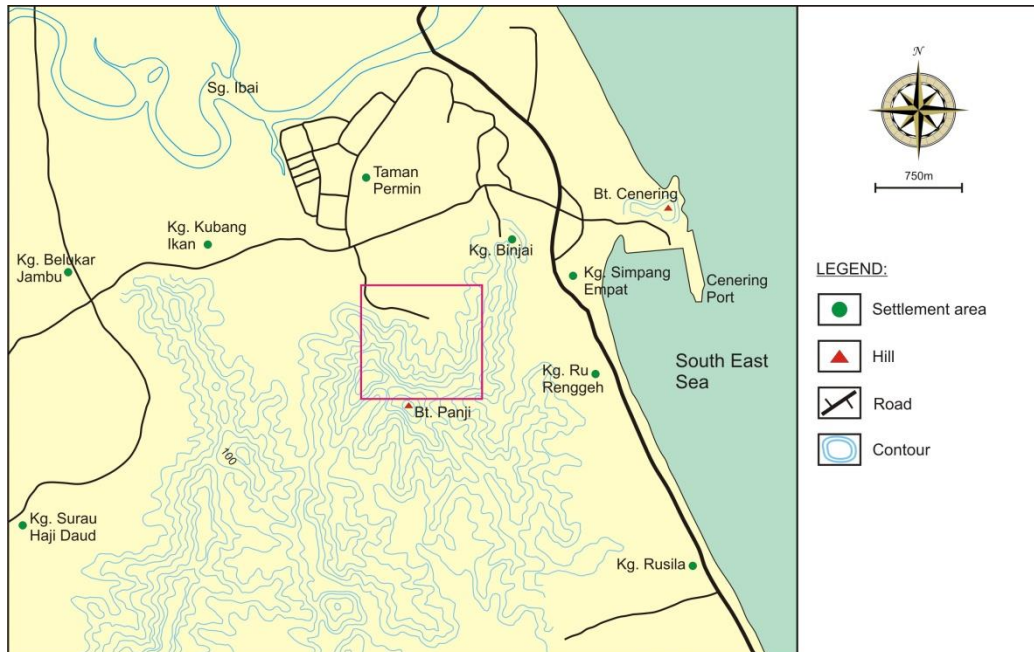 Sg. Ibai
Taman
Permin
Bt. Cenering
Kg. Kubang
Ikan
Kg. Binjai
Kg. Belukar
Jambu
Kg. Simpang
Empat
Cenering
Port
Kg. Ru
Renggeh
South East
Sea
Bt. Panji
100
Kg. Surau
Haji Daud
Kg. Rusila
N
750m
LEGEND:
Settlement area
Hill
Road
Contour